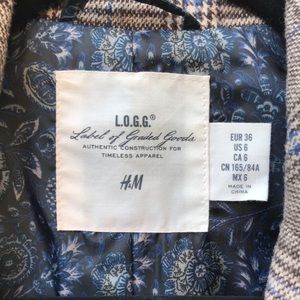 L.O.G.G.®
Label of Graded Goods
AUTHENTIC CONSTRUCTION FOR
TIMELESS APPAREL
H&M
EUR 36
US 6
CA 6
CN 165/84A
MX 6
MADE IN
CHINA